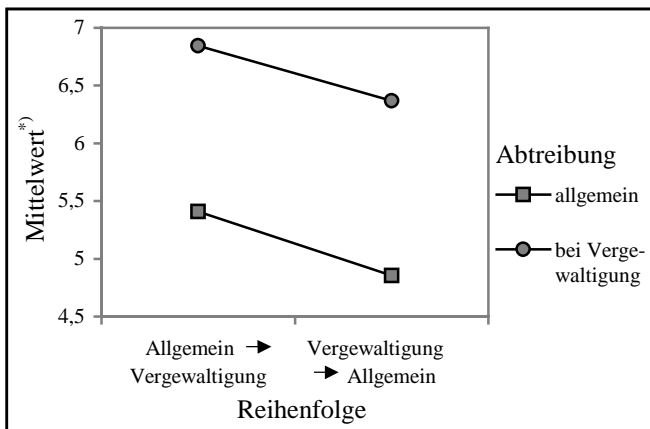 7
6,5
6
5,5
5
4,5
Mittelwert*)
Allgemein → Vergewaltigung
Vergewaltigung → Allgemein
Reihenfolge
Abtreibung
allgemein
bei Verge-
waltigung